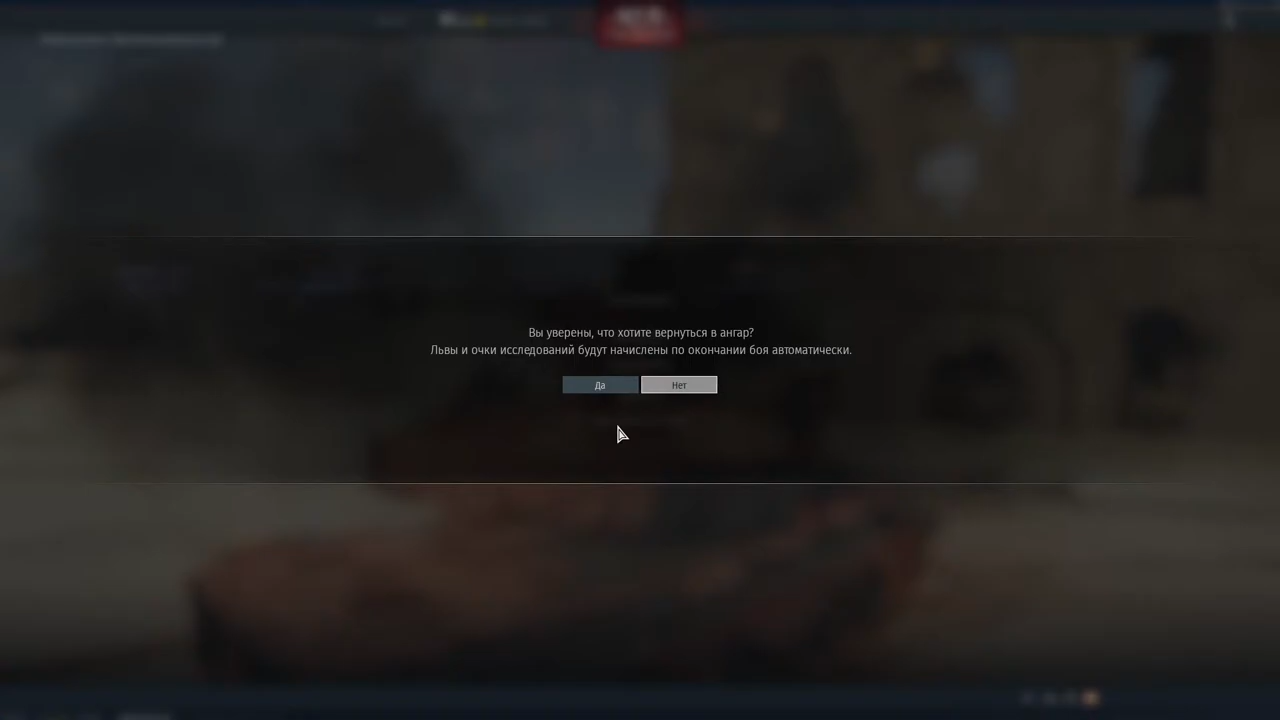 Вы уверены, что хотите вернуться в ангар?
Львы и очки исследований будут начислены по окончании боя автоматически.
Да
Нет